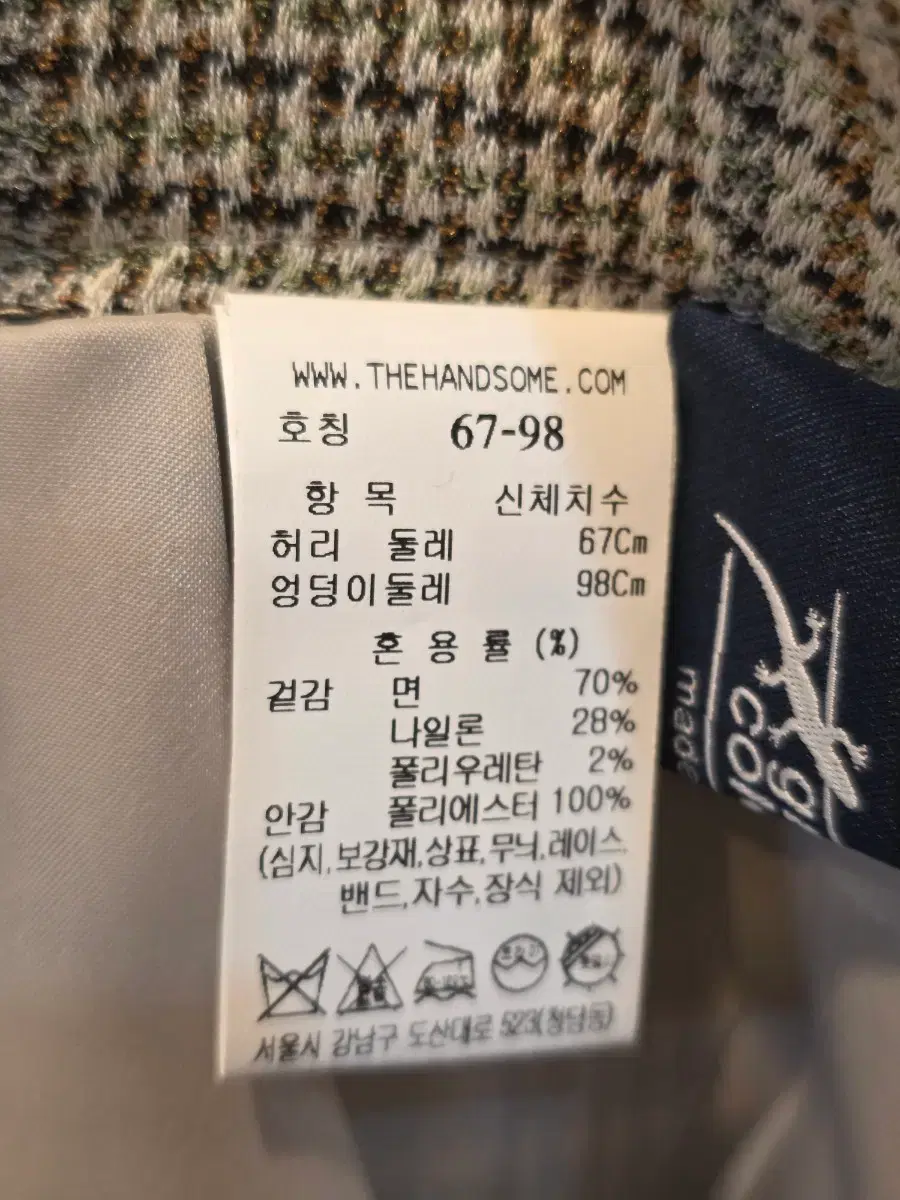 WWW.THEHANDSOME.COM
호칭 67-98
항 목 신체치수
허리 둘레 67Cm
엉덩이둘레 98Cm
혼 용 률 (%)
겉감 면 70%
나일론 28%
폴리우레탄 2%
안감 폴리에스터 100%
(심지,보강재,상표,무늬,레이스
밴드,자수,장식 제외)
서울시 강남구 도산대로 523(청담동)
made